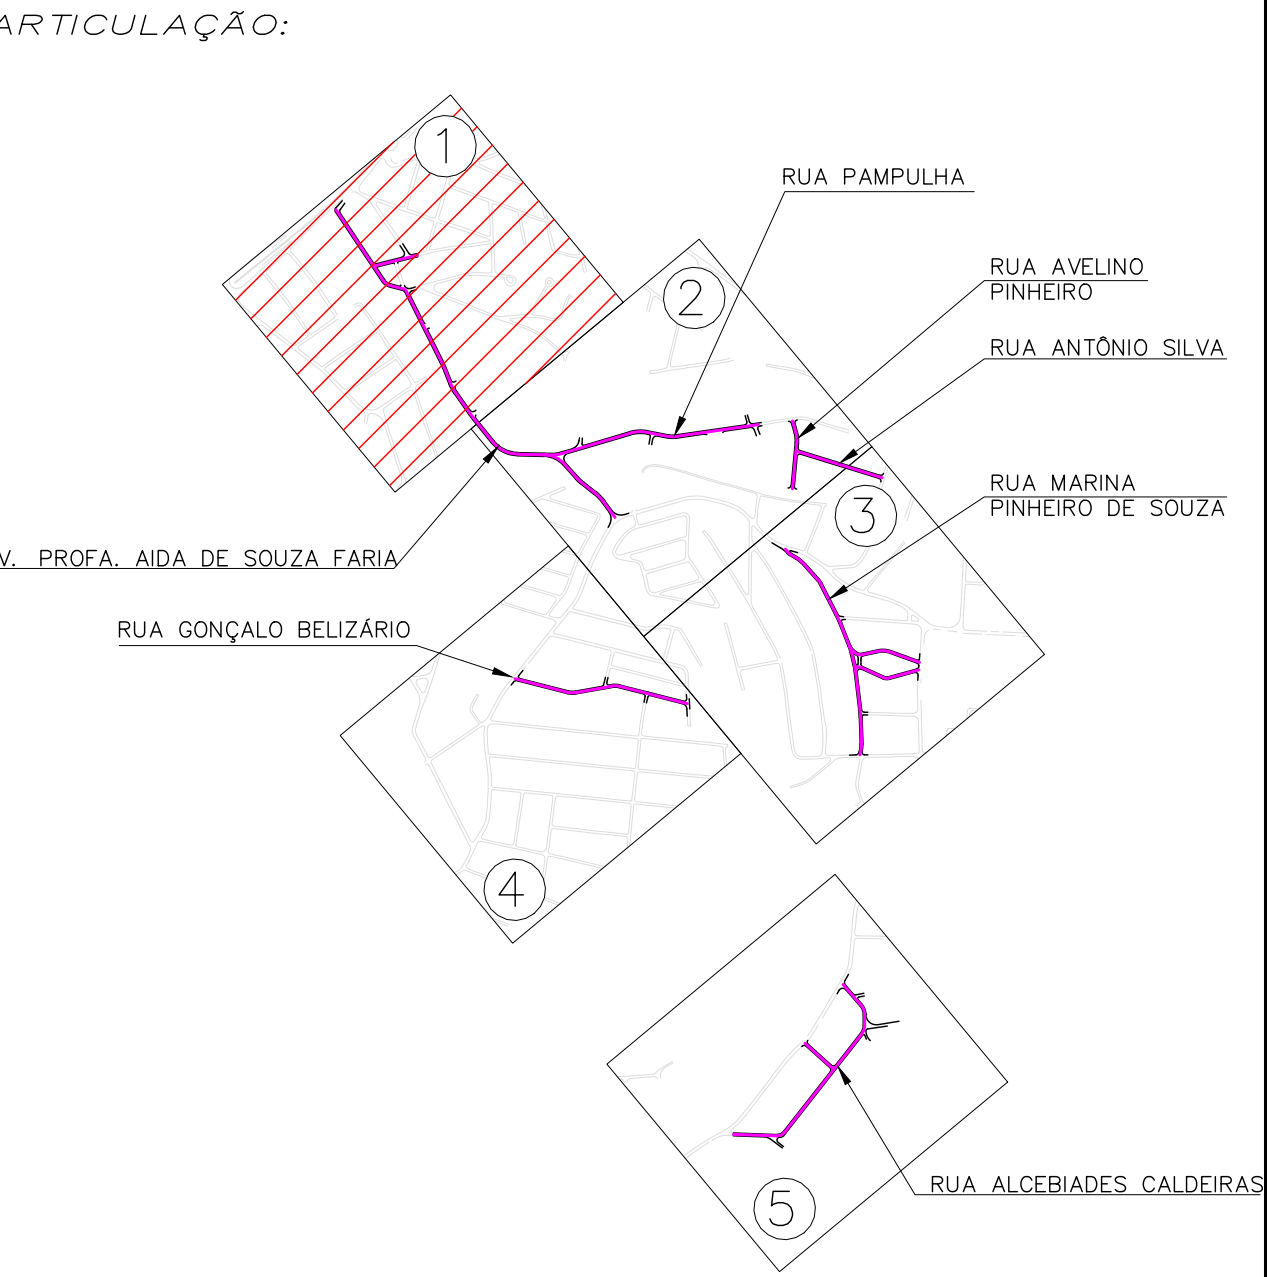 ARTICULAÇÃO:
1
RUA PAMPULHA
2
RUA AVELINO
PINHEIRO
RUA ANTÔNIO SILVA
RUA MARINA
PINHEIRO DE SOUZA
3
V. PROFA. AIDA DE SOUZA FARIA
RUA GONÇALO BELIZÁRIO
4
RUA ALCEBIADES CALDEIRAS
5